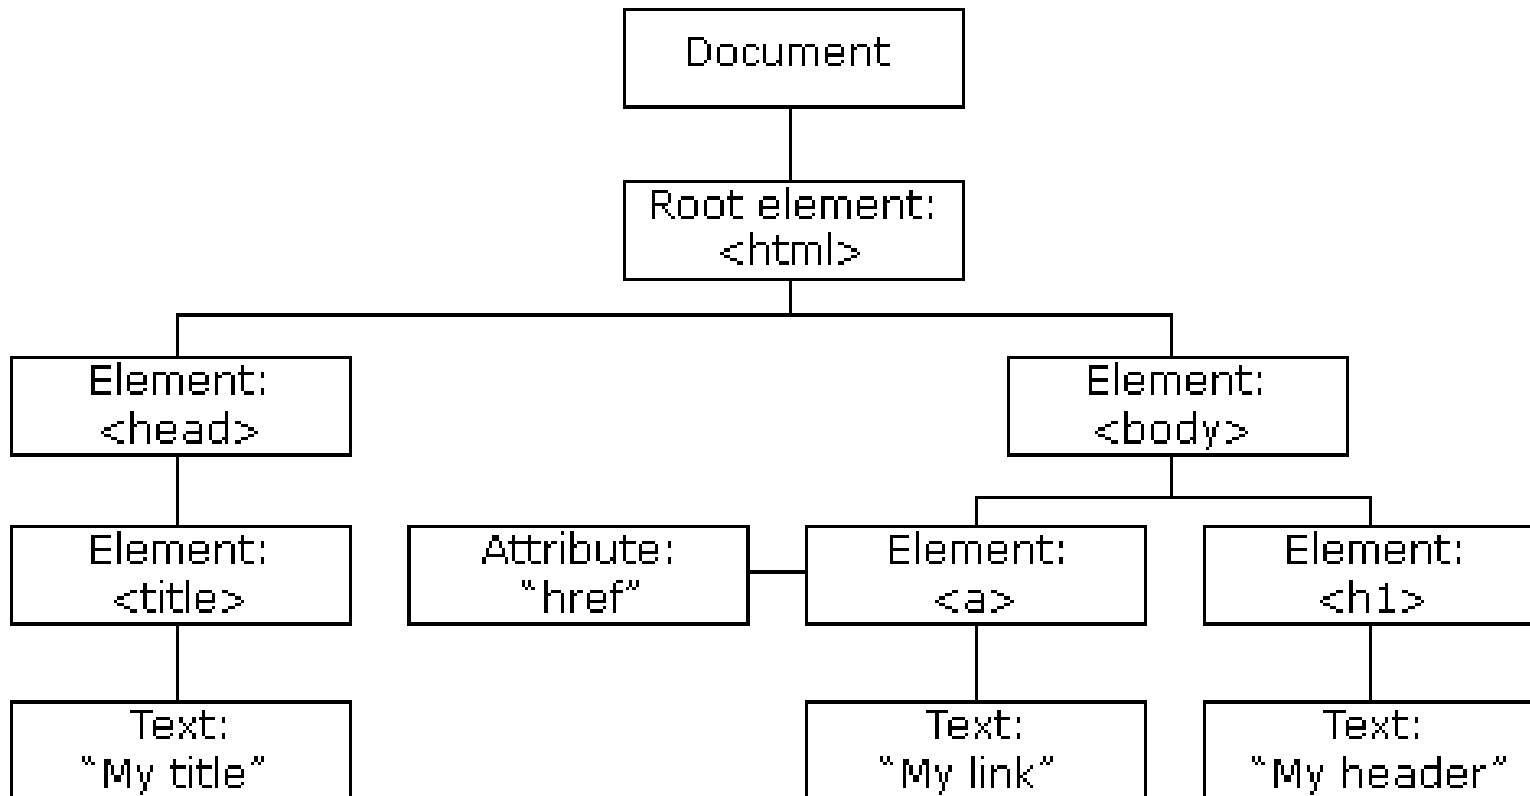 Document
Root element:
<html>
Element:
<head>
Element:
<body>
Element:
<title>
Attribute:
“href”
Element:
<a>
Element:
<h1>
Text:
“My title”
Text:
“My link”
Text:
“My header”